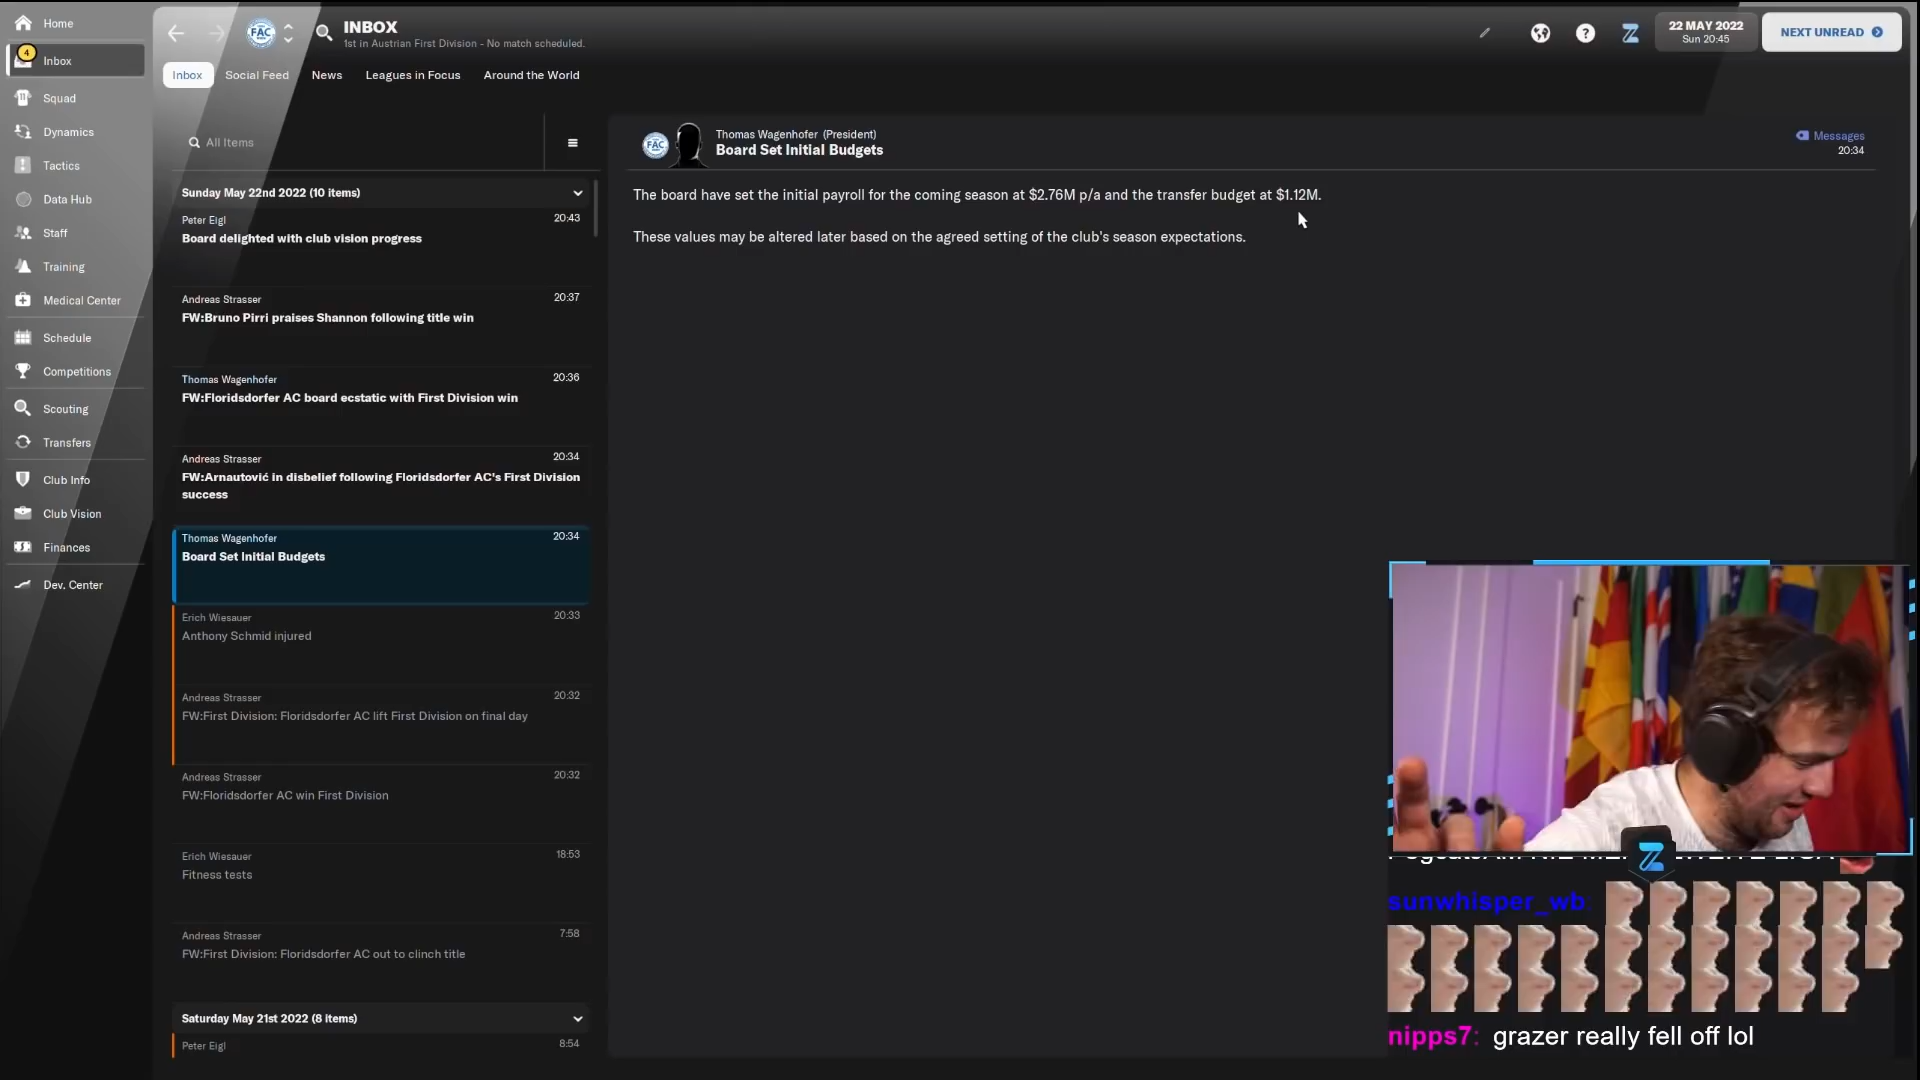 Home
4
Inbox
Squad
Dynamics
Tactics
Data Hub
Staff
Training
Medical Center
Schedule
Competitions
Scouting
Transfers
Club Info
Club Vision
Finances
Dev. Center
FAC
INBOX
1st in Austrian First Division - No match scheduled.
22 MAY 2022
Sun 20:45
NEXT UNREAD
Inbox
Social Feed
News
Leagues in Focus
Around the World
All Items
Sunday May 22nd 2022 (10 items)
Peter Eigl
20:43
Board delighted with club vision progress
Andreas Strasser
20:37
FW:Bruno Pirri praises Shannon following title win
Thomas Wagenhofer
20:36
FW:Floridsdorfer AC board ecstatic with First Division win
Andreas Strasser
20:34
FW:Arnautović in disbelief following Floridsdorfer AC's First Division
success
Thomas Wagenhofer
20:34
Board Set Initial Budgets
Erich Wiesauer
20:33
Anthony Schmid injured
Andreas Strasser
20:32
FW:First Division: Floridsdorfer AC lift First Division on final day
Andreas Strasser
20:32
FW:Floridsdorfer AC win First Division
Erich Wiesauer
18:53
Fitness tests
Andreas Strasser
7:58
FW:First Division: Floridsdorfer AC out to clinch title
Saturday May 21st 2022 (8 items)
Peter Eigl
8:54
FAC
Thomas Wagenhofer (President)
Board Set Initial Budgets
Messages
20:34
The board have set the initial payroll for the coming season at $2.76M p/a and the transfer budget at $1.12M.
These values may be altered later based on the agreed setting of the club's season expectations.
sunwhisper_wb:
nipps7: grazer really fell off lol